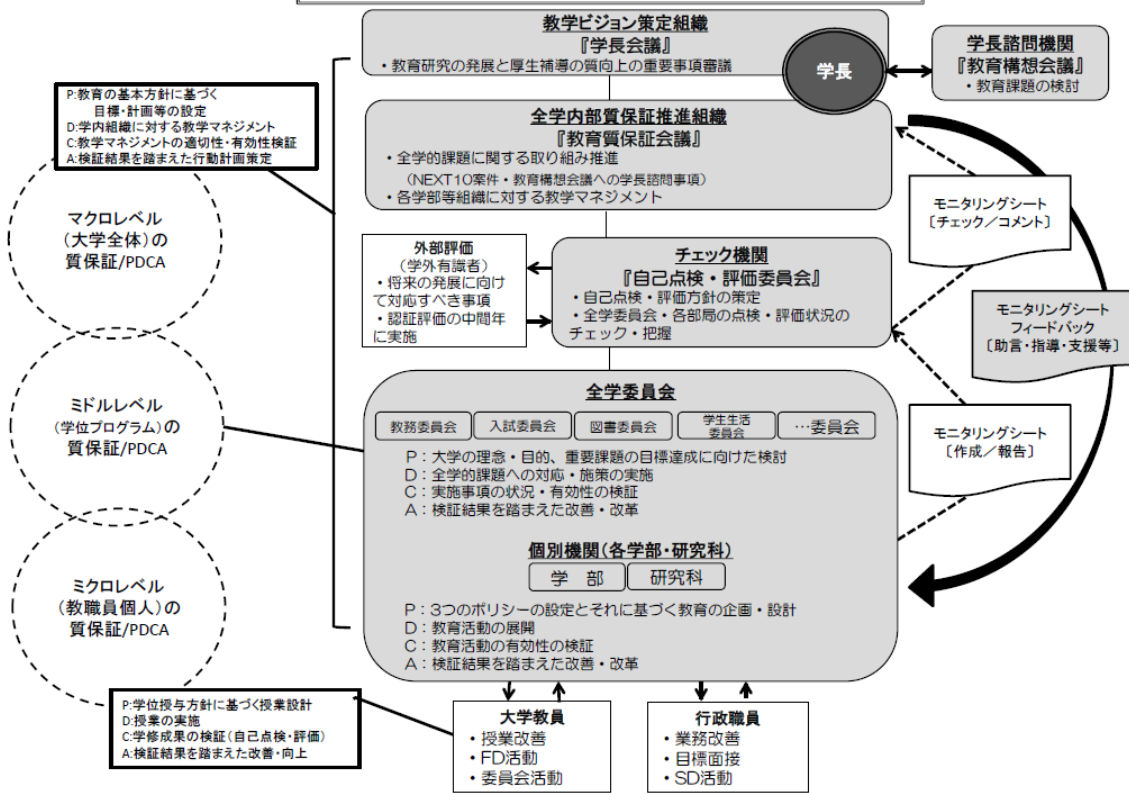 教学ビジョン策定組織
『学長会議』
・教育研究の発展と厚生補導の質向上の重要事項審議
学長
学長諮問機関
『教育構想会議』
・教育課題の検討
P:教育の基本方針に基づく
目標・計画等の設定
D:学内組織に対する教学マネジメント
C:教学マネジメントの適切性・有効性検証
A:検証結果を踏まえた行動計画策定
全学内部質保証推進組織
『教育質保証会議』
・全学的課題に関する取り組み推進
(NEXT10案件・教育構想会議への学長諮問事項)
・各学部等組織に対する教学マネジメント
マクロレベル
(大学全体)の
質保証/PDCA
モニタリングシート
〔チェック/コメント〕
外部評価
(学外有識者)
・将来の発展に向け
て対応すべき事項
・認証評価の中間年
に実施
チェック機関
『自己点検・評価委員会』
・自己点検・評価方針の策定
・全学委員会・各部局の点検・評価状況の
チェック・把握
モニタリングシート
フィードバック
〔助言・指導・支援等〕
ミドルレベル
(学位プログラム)の
質保証/PDCA
全学委員会
教務委員会
入試委員会
図書委員会
学生生活
委員会
…委員会
P:大学の理念・目的、重要課題の目標達成に向けた検討
D:全学的課題への対応・施策の実施
C:実施事項の状況・有効性の検証
A:検証結果を踏まえた改善・改革
モニタリングシート
〔作成/報告〕
個別機関(各学部・研究科)
学 部
研究科
P:3つのポリシーの設定とそれに基づく教育の企画・設計
D:教育活動の展開
C:教育活動の有効性の検証
A:検証結果を踏まえた改善・改革
ミクロレベル
(教職員個人)の
質保証/PDCA
P:学位授与方針に基づく授業設計
D:授業の実施
C:学修成果の検証(自己点検・評価)
A:検証結果を踏まえた改善・向上
大学教員
・授業改善
・FD活動
・委員会活動
行政職員
・業務改善
・目標面接
・SD活動